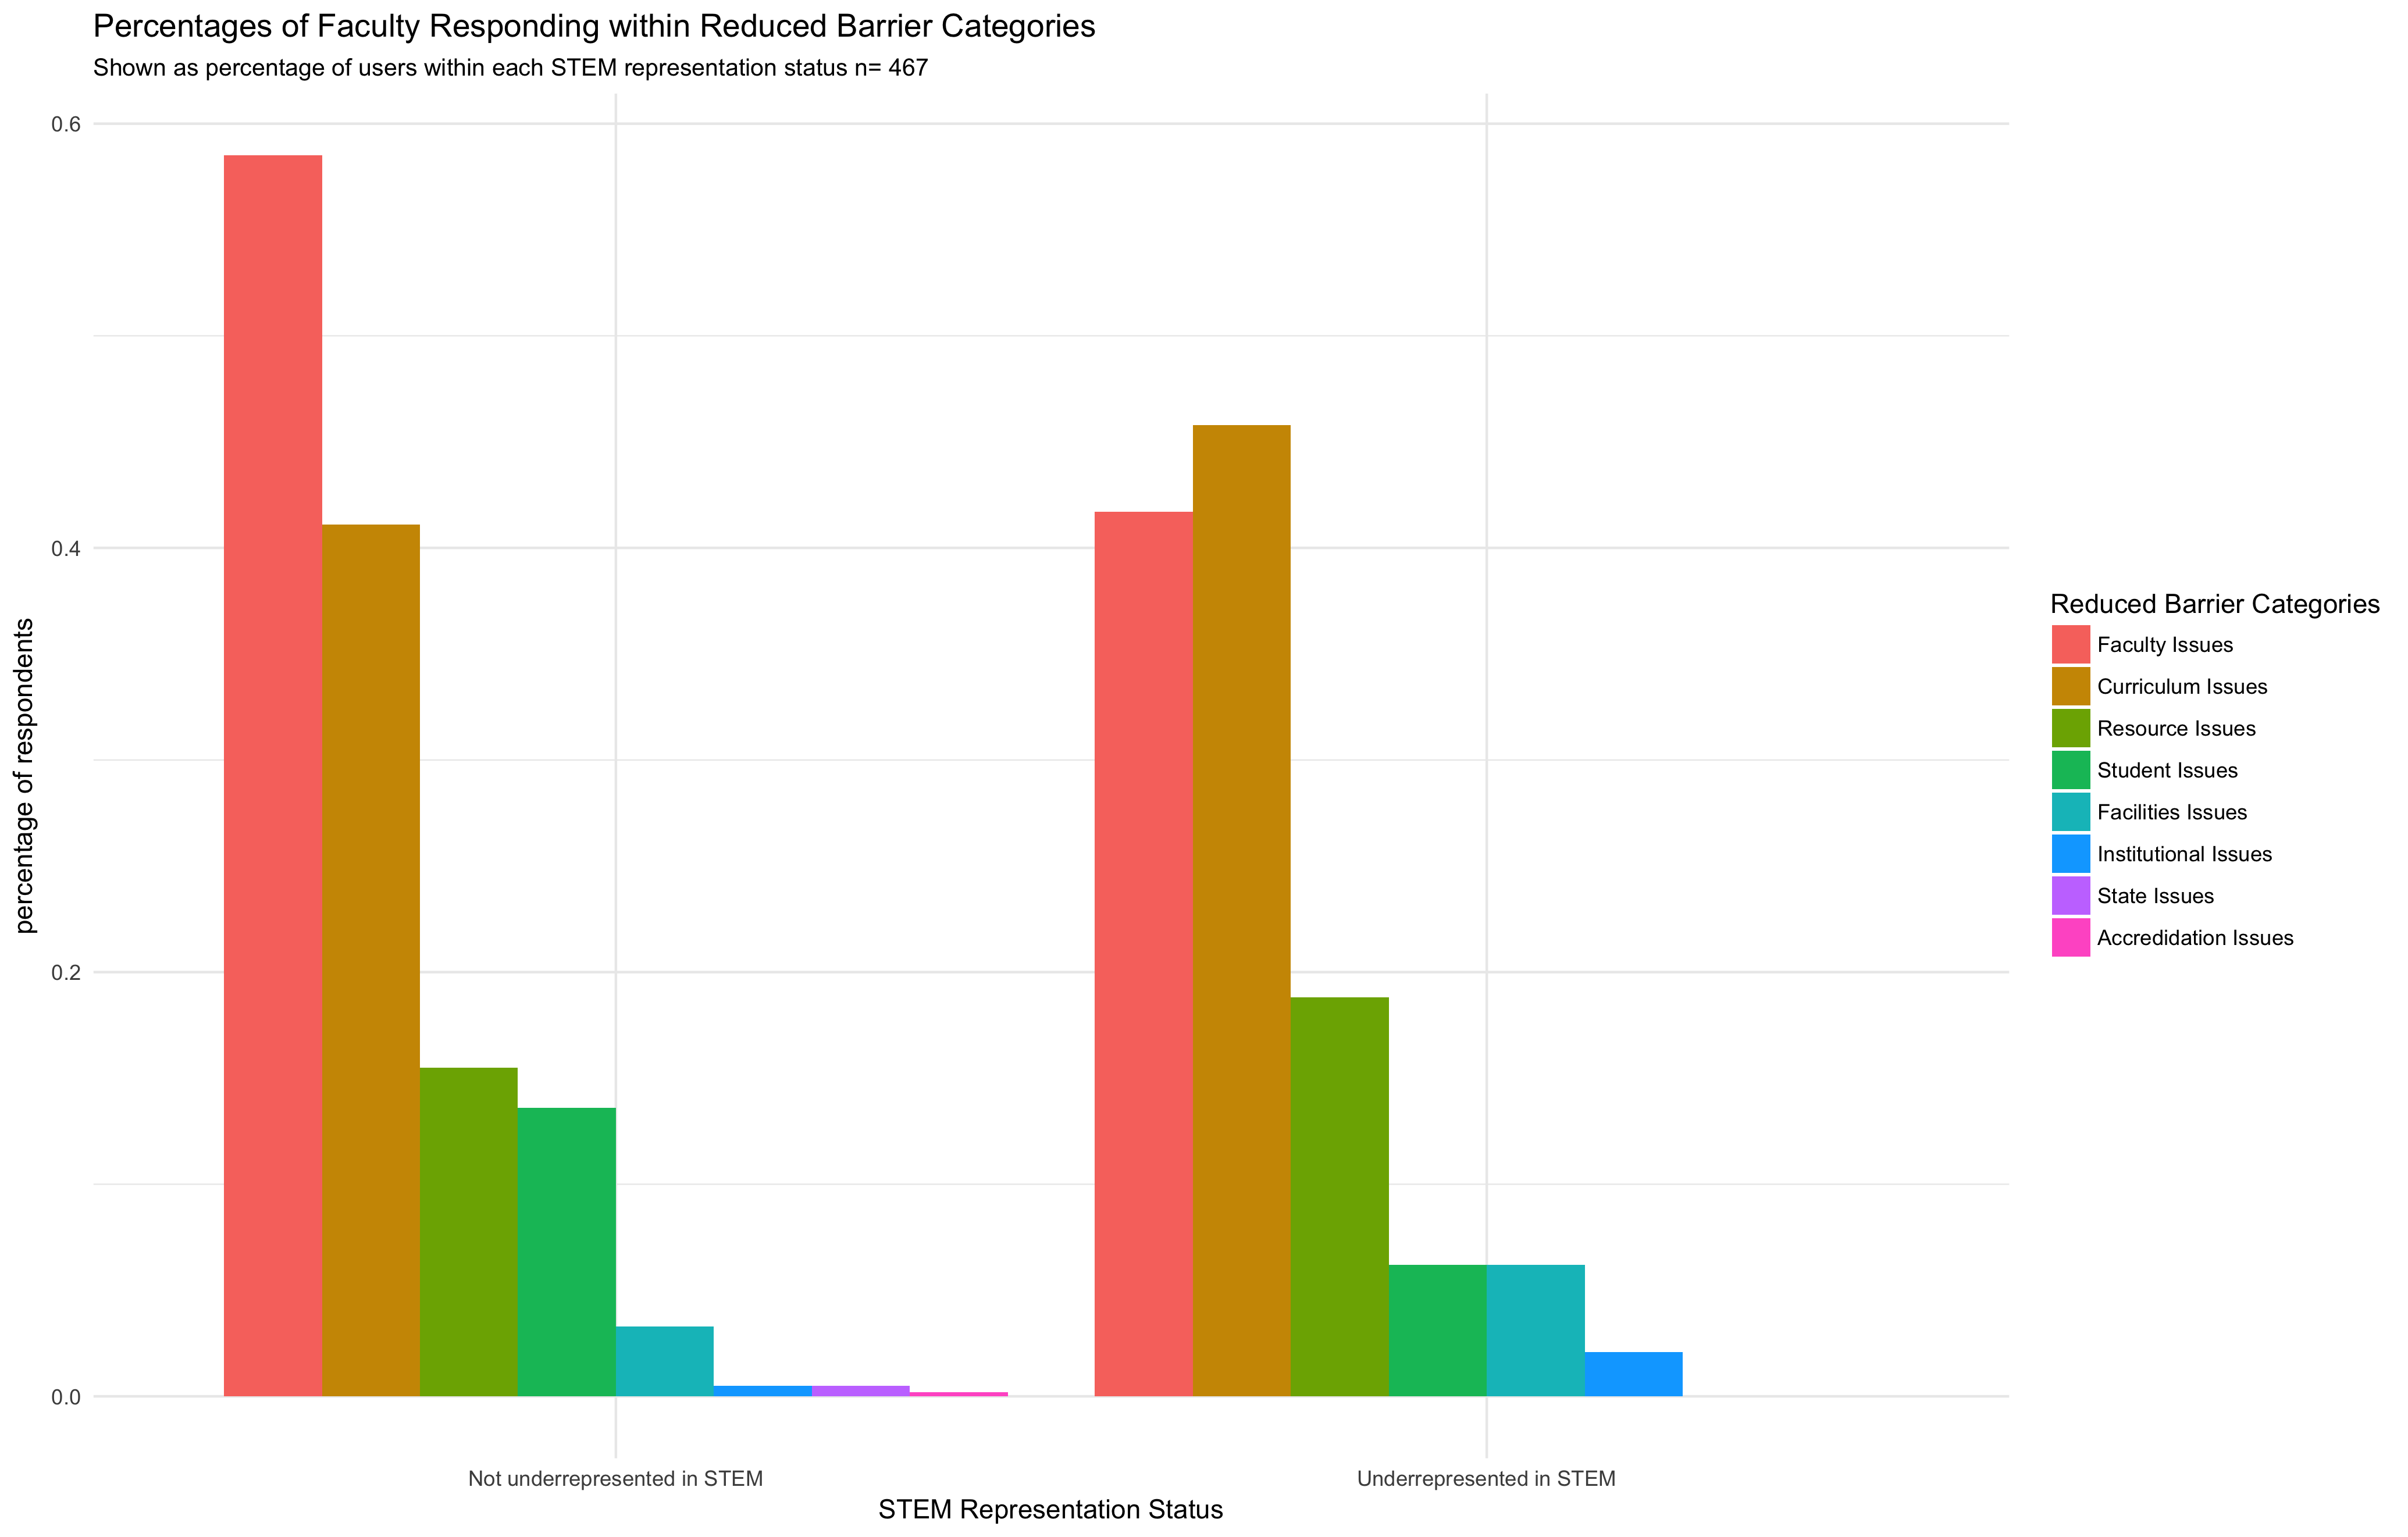 Percentages of Faculty Responding within Reduced Barrier Categories
Shown as percentage of users within each STEM representation status n= 467
0.6
0.4
0.2
0.0
percentage of respondents
Not underrepresented in STEM
Underrepresented in STEM
STEM Representation Status
Reduced Barrier Categories
Faculty Issues
Curriculum Issues
Resource Issues
Student Issues
Facilities Issues
Institutional Issues
State Issues
Accredidation Issues